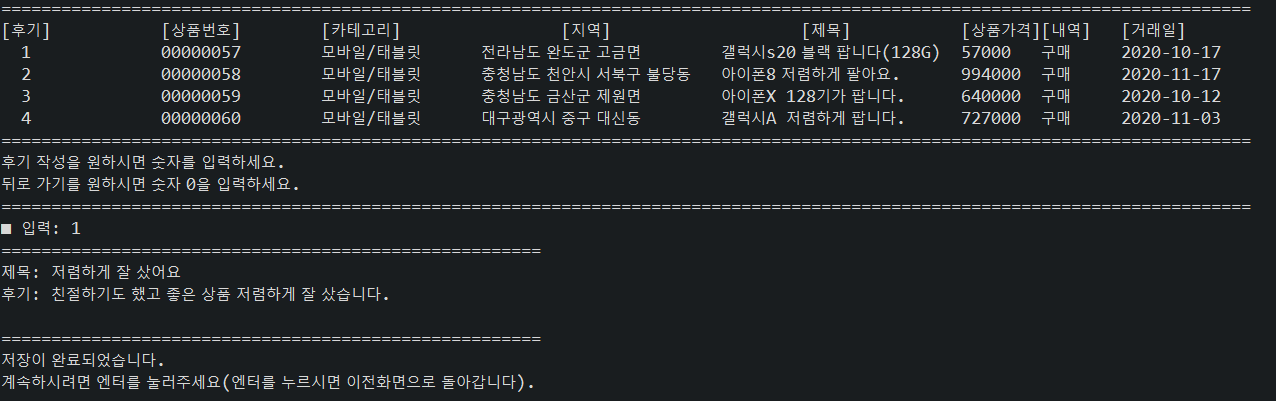 =============================================================================================================================
[후기] [상품번호] [카테고리] [지역] [제목] [상품가격][내역] [거래일]
1 00000057 모바일/태블릿 전라남도 완도군 고금면 갤럭시s20 블랙 팝니다(128G) 57000 구매 2020-10-17
2 00000058 모바일/태블릿 충청남도 천안시 서북구 불당동 아이폰8 저렴하게 팔아요. 994000 구매 2020-11-17
3 00000059 모바일/태블릿 충청남도 금산군 제원면 아이폰X 128기가 팝니다. 640000 구매 2020-10-12
4 00000060 모바일/태블릿 대구광역시 중구 대신동 갤럭시A 저렴하게 팝니다. 727000 구매 2020-11-03
=============================================================================================================================
후기 작성을 원하시면 숫자를 입력하세요.
뒤로 가기를 원하시면 숫자 0을 입력하세요.
=============================================================================================================================
■ 입력: 1
======================================================
제목: 저렴하게 잘 샀어요
후기: 친절하기도 했고 좋은 상품 저렴하게 잘 샀습니다.
======================================================
저장이 완료되었습니다.
계속하시려면 엔터를 눌러주세요(엔터를 누르시면 이전화면으로 돌아갑니다).